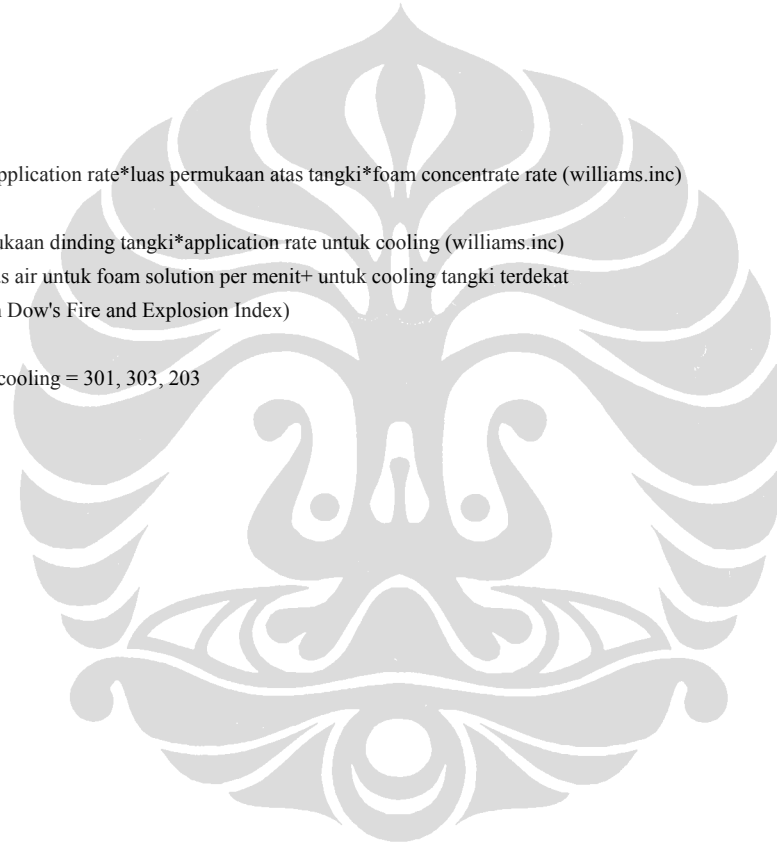 pplication rate*luas permukaan atas tangki*foam concentrate rate (williams.inc)
ukaan dinding tangki*application rate untuk cooling (williams.inc)
s air untuk foam solution per menit+ untuk cooling tangki terdekat
Dow's Fire and Explosion Index)
cooling = 301, 303, 203